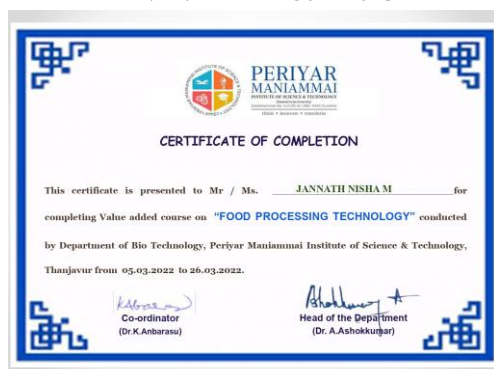 PERIYAR
MANIAMMAI
INSTITUTE OF SCIENCE & TECHNOLOGY
think • innovate • transform
CERTIFICATE OF COMPLETION
This certificate is presented to Mr / Ms. JANNATH NISHA M for
completing Value added course on "FOOD PROCESSING TECHNOLOGY" conducted
by Department of Bio Technology, Periyar Maniammai Institute of Science & Technology,
Thanjavur from 05.03.2022 to 26.03.2022.
Co-ordinator
(Dr.K.Anbarasu)
Head of the Department
(Dr. A.Ashokkumar)